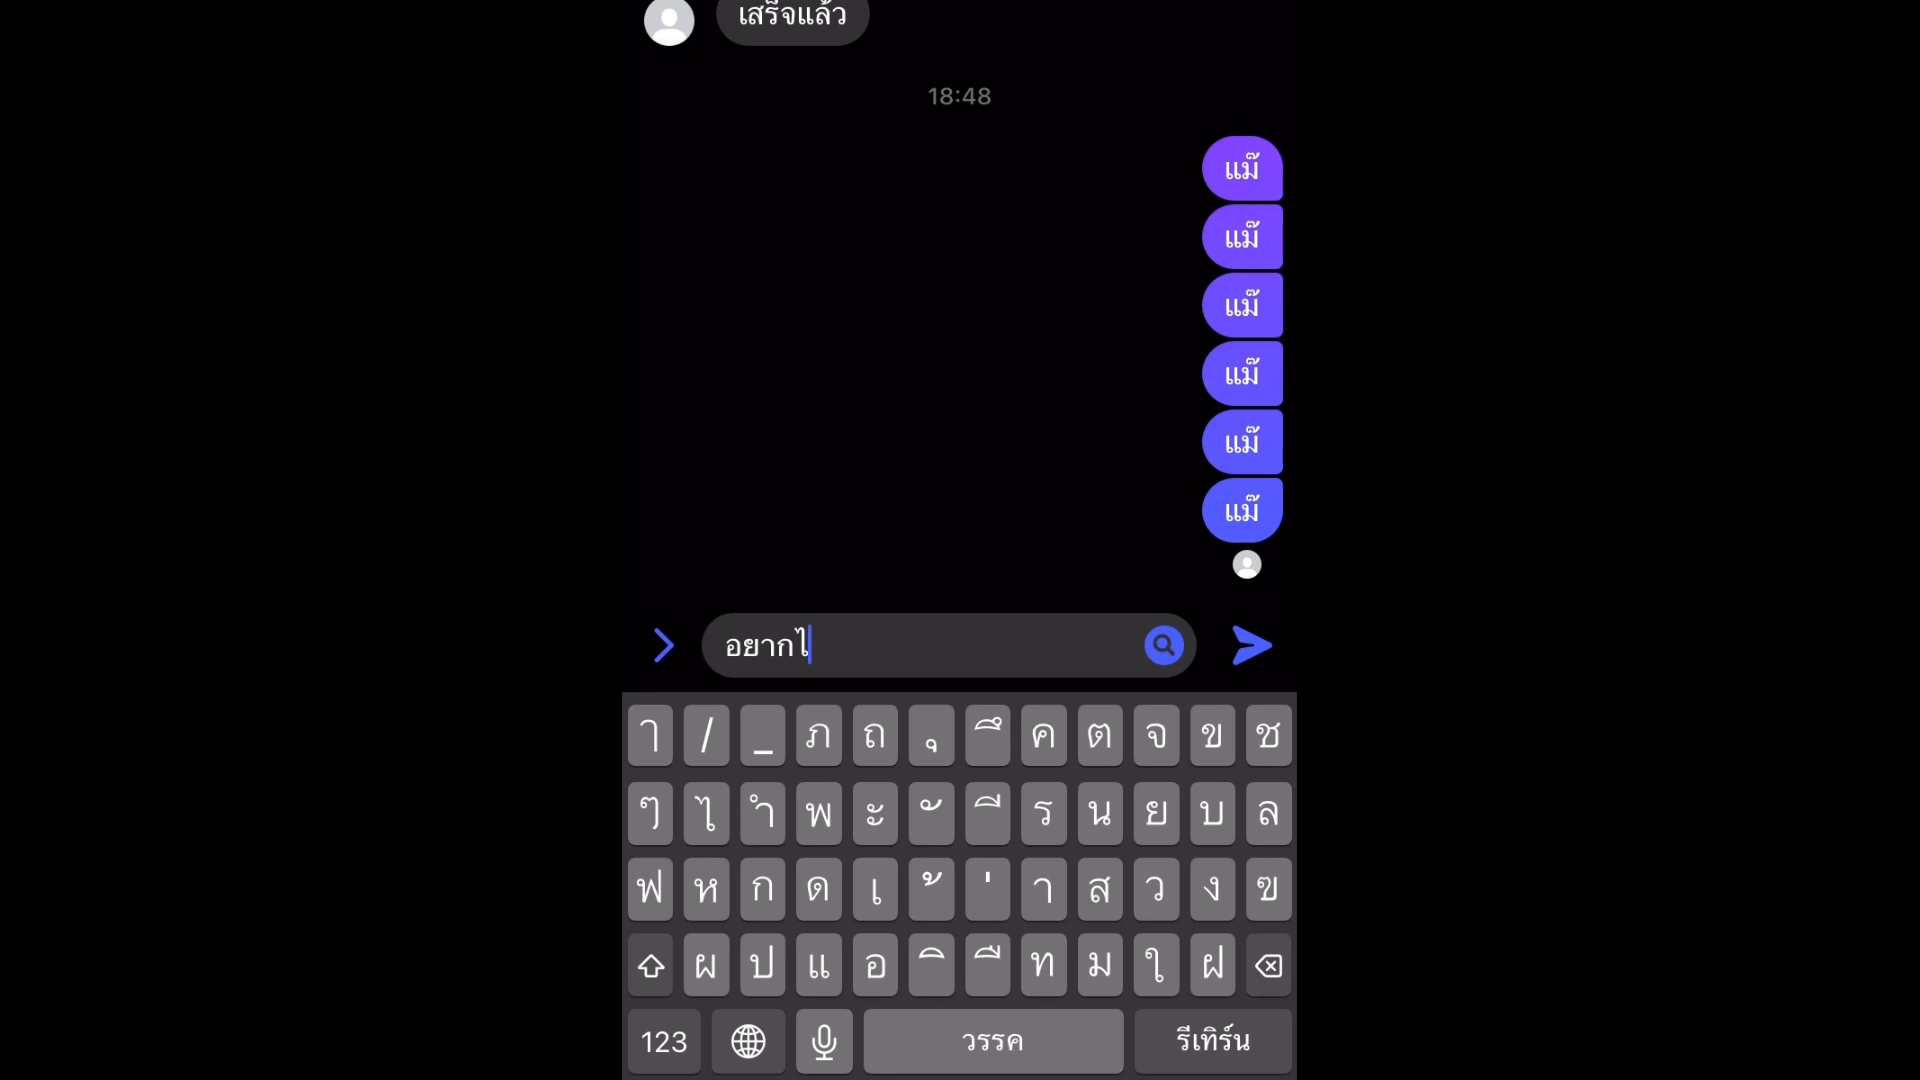 เสร็จแล้ว
18:48
แม๊
แม๊
แม๊
แม๊
แม๊
แม๊
อยากไ
ๅ / _ ภ ถ ุ ึ ค ต จ ข ช
ๆ ไ ำ พ ะ ั ี ร น ย บ ล
ฟ ห ก ด เ ้ ่ า ส ว ง ฃ
ผ ป แ อ ิ ื ท ม ใ ฝ
123 วรรค รีเทิร์น